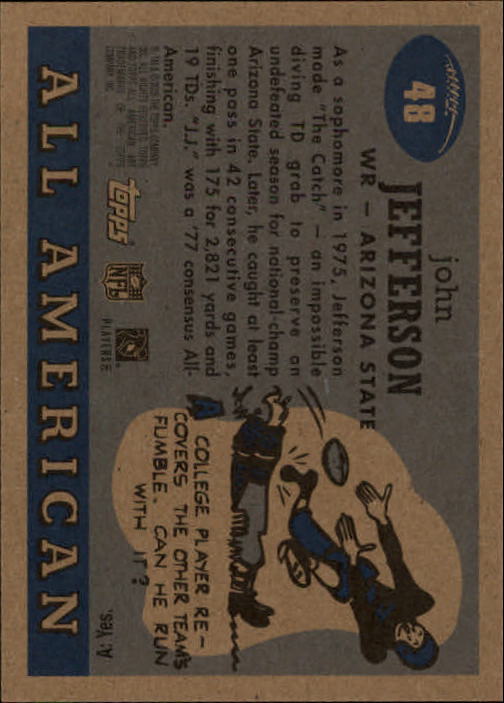 48
john
JEFFERSON
WR – ARIZONA STATE
As a sophomore in 1975, Jefferson
made "The Catch" – an impossible
diving TD grab to preserve an
undefeated season for national-champ
Arizona State. Later, he caught at least
one pass in 42 consecutive games,
finishing with 175 for 2,821 yards and
19 TDs. "J.J." was a '77 consensus All-
American.
A COLLEGE PLAYER RE-
COVERS THE OTHER TEAM'S
FUMBLE. CAN HE RUN
WITH IT?
A: Yes.
topps
NFL
PLAYERS INC
ALL AMERICAN